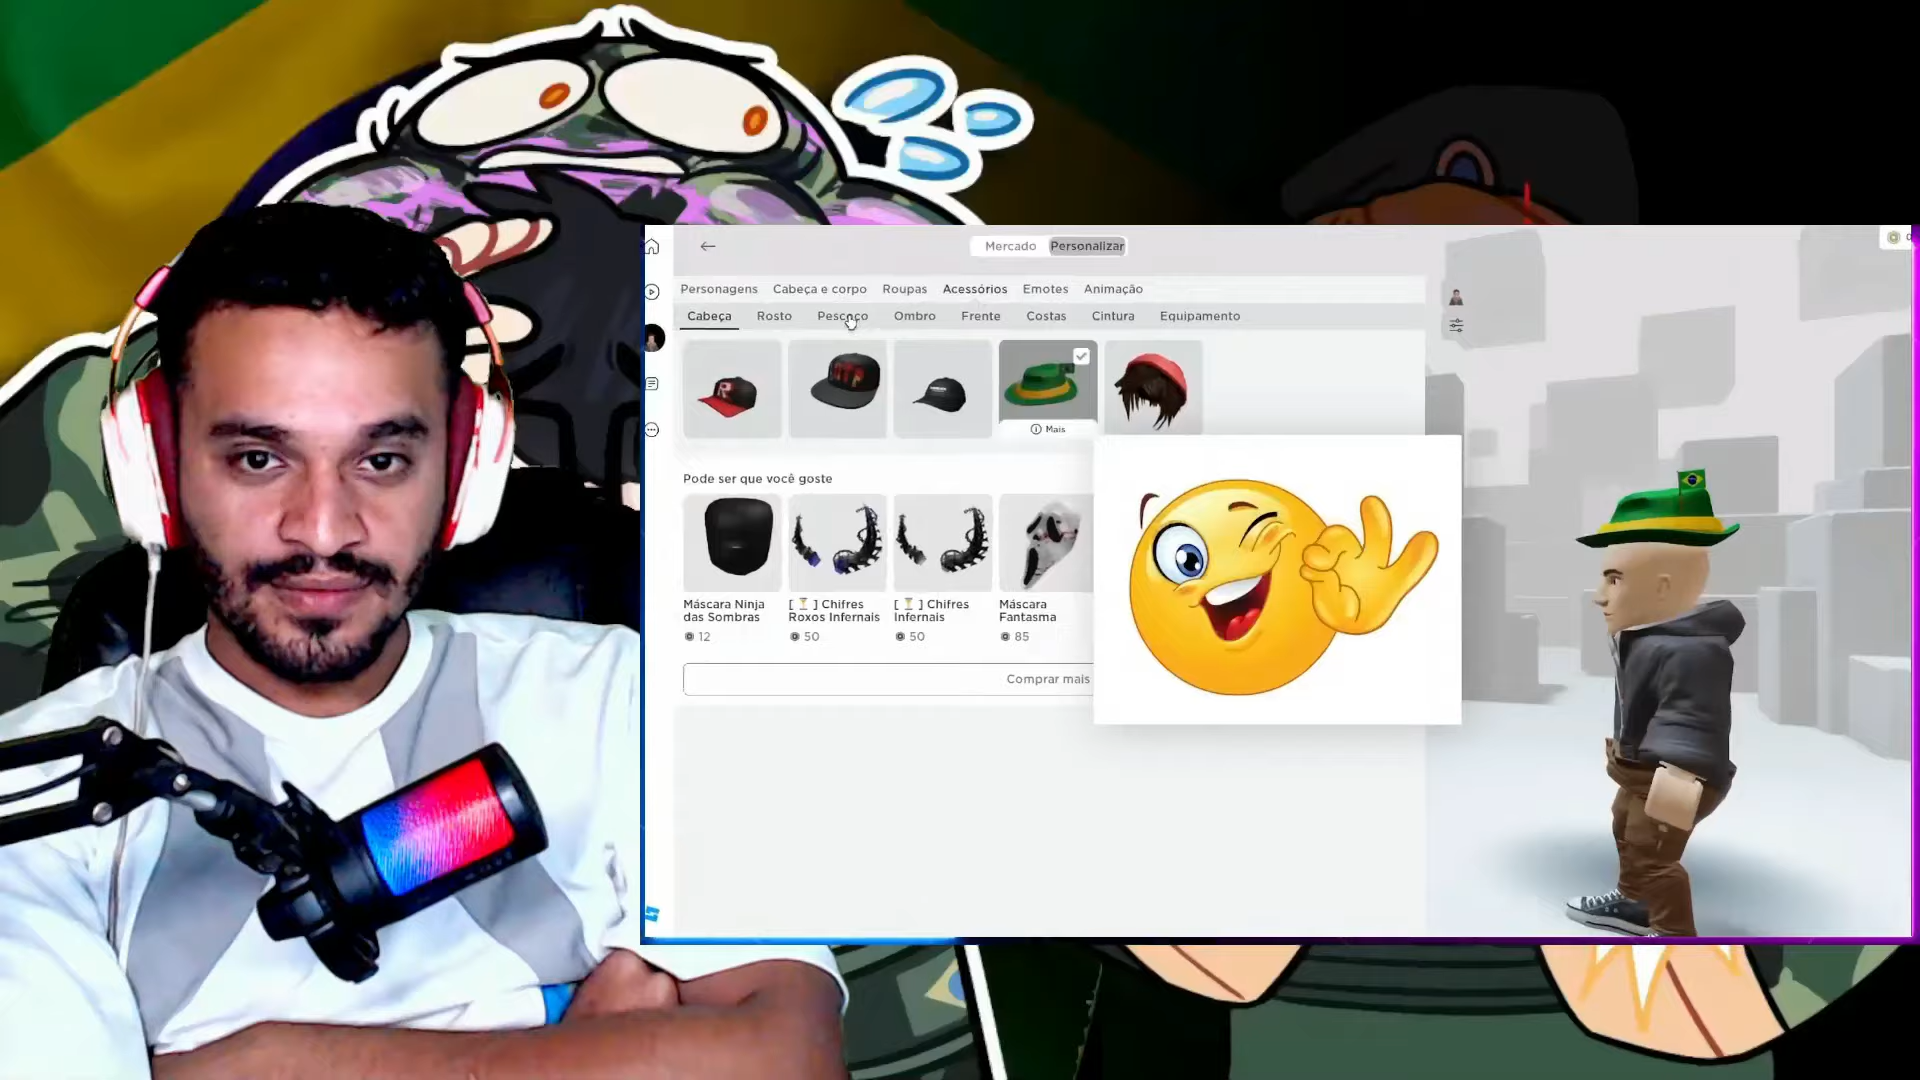 Mercado Personalizar
Personagens Cabeça e corpo Roupas Acessórios Emotes Animação
Cabeça Rosto Pescoço Ombro Frente Costas Cintura Equipamento
Mais
Pode ser que você goste
Máscara Ninja
das Sombras
12
[ ⏳ ] Chifres
Roxos Infernais
50
[ ⏳ ] Chifres
Infernais
50
Máscara
Fantasma
85
Comprar mais